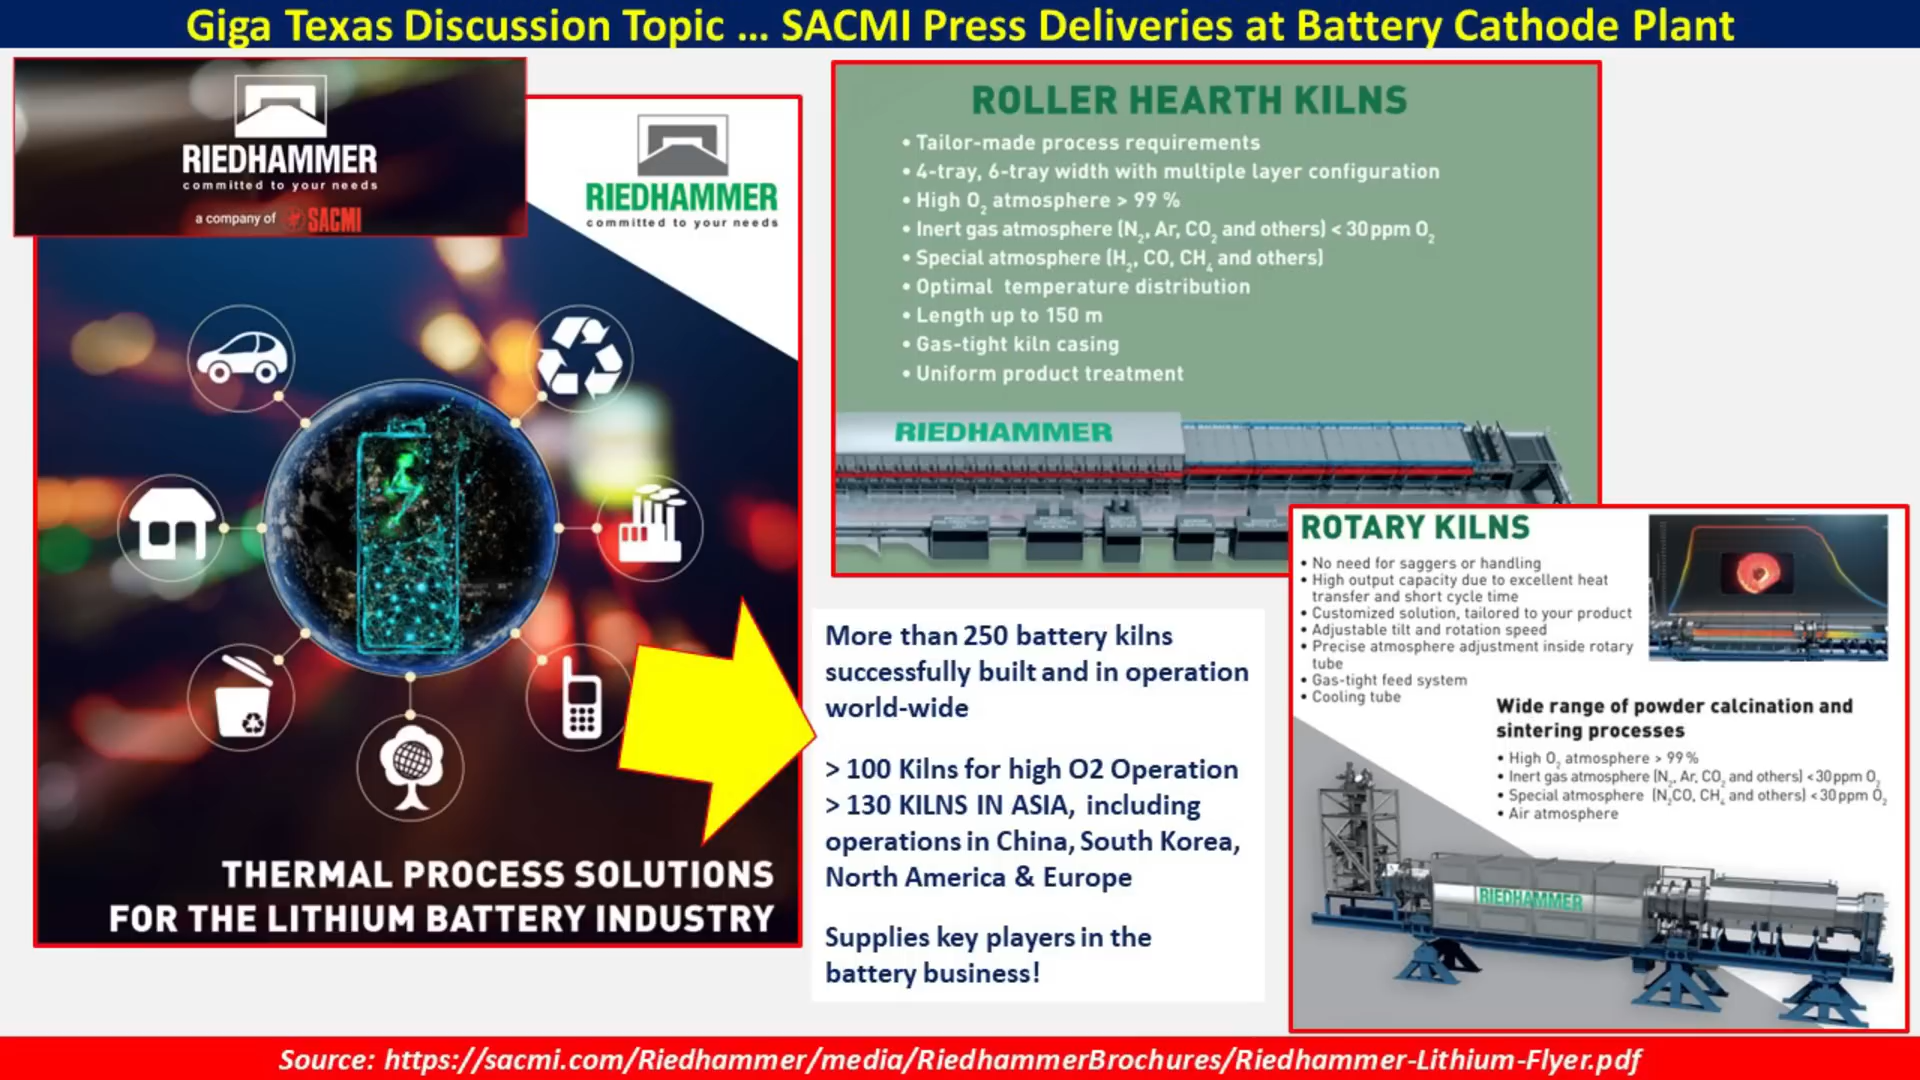 Giga Texas Discussion Topic ... SACMI Press Deliveries at Battery Cathode Plant
RIEDHAMMER
committed to your needs
a company of SACMI
RIEDHAMMER
committed to your needs
THERMAL PROCESS SOLUTIONS
FOR THE LITHIUM BATTERY INDUSTRY
ROLLER HEARTH KILNS
• Tailor-made process requirements
• 4-tray, 6-tray width with multiple layer configuration
• High O₂ atmosphere > 99 %
• Inert gas atmosphere (N₂, Ar, CO₂ and others) < 30 ppm O₂
• Special atmosphere (H₂, CO, CH₄ and others)
• Optimal temperature distribution
• Length up to 150 m
• Gas-tight kiln casing
• Uniform product treatment
RIEDHAMMER
More than 250 battery kilns
successfully built and in operation
world-wide
> 100 Kilns for high O2 Operation
> 130 KILNS IN ASIA, including
operations in China, South Korea,
North America & Europe
Supplies key players in the
battery business!
ROTARY KILNS
• No need for saggers or handling
• High output capacity due to excellent heat
transfer and short cycle time
• Customized solution, tailored to your product
• Adjustable tilt and rotation speed
• Precise atmosphere adjustment inside rotary
tube
• Gas-tight feed system
• Cooling tube
Wide range of powder calcination and
sintering processes
• High O₂ atmosphere > 99 %
• Inert gas atmosphere (N₂, Ar, CO₂ and others) < 30 ppm O₂
• Special atmosphere (N₂CO, CH₄ and others) < 30 ppm O₂
• Air atmosphere
RIEDHAMMER
Source: https://sacmi.com/Riedhammer/media/RiedhammerBrochures/Riedhammer-Lithium-Flyer.pdf